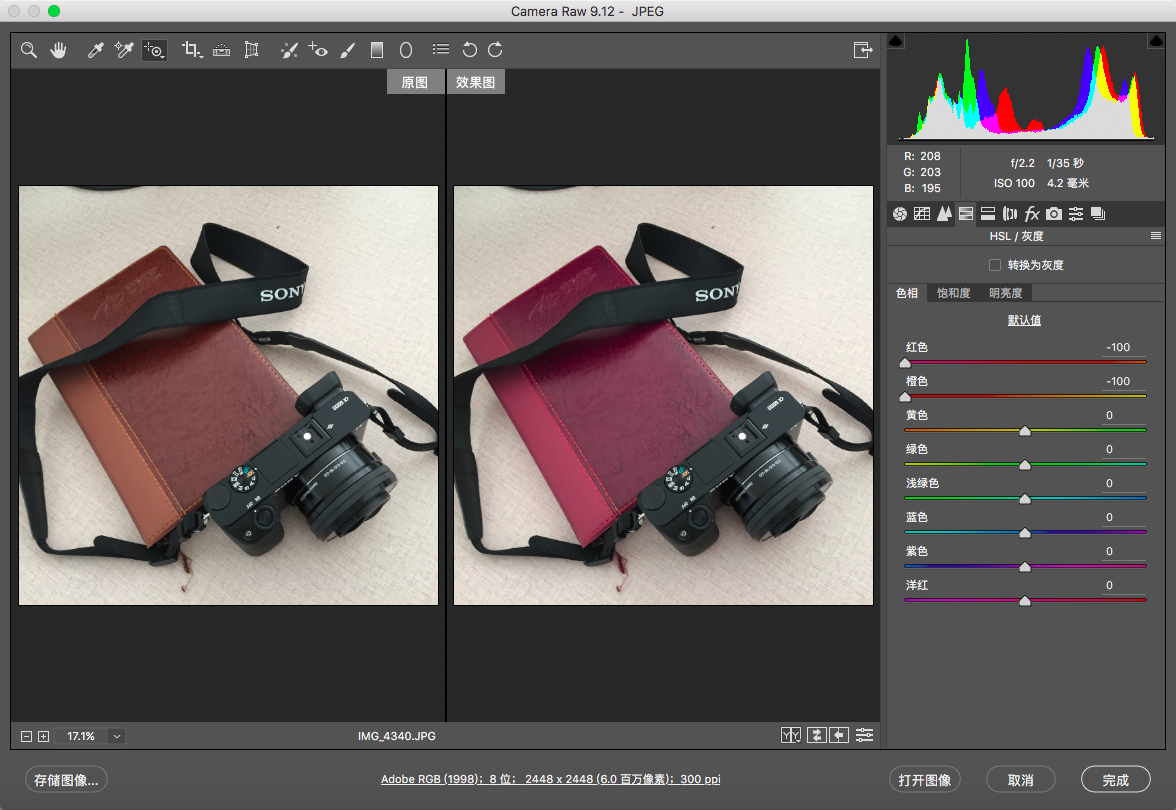 Camera Raw 9.12 - JPEG
原图
效果图
SONY
SONY
R: 208
G: 203
B: 195
f/2.2 1/35 秒
ISO 100 4.2 毫米
fx
HSL / 灰度
转换为灰度
色相 饱和度 明亮度
默认值
红色 -100
橙色 -100
黄色 0
绿色 0
浅绿色 0
蓝色 0
紫色 0
洋红 0
17.1%
IMG_4340.JPG
Y Y
存储图像...
Adobe RGB (1998)；8 位； 2448 x 2448 (6.0 百万像素)；300 ppi
打开图像
取消
完成